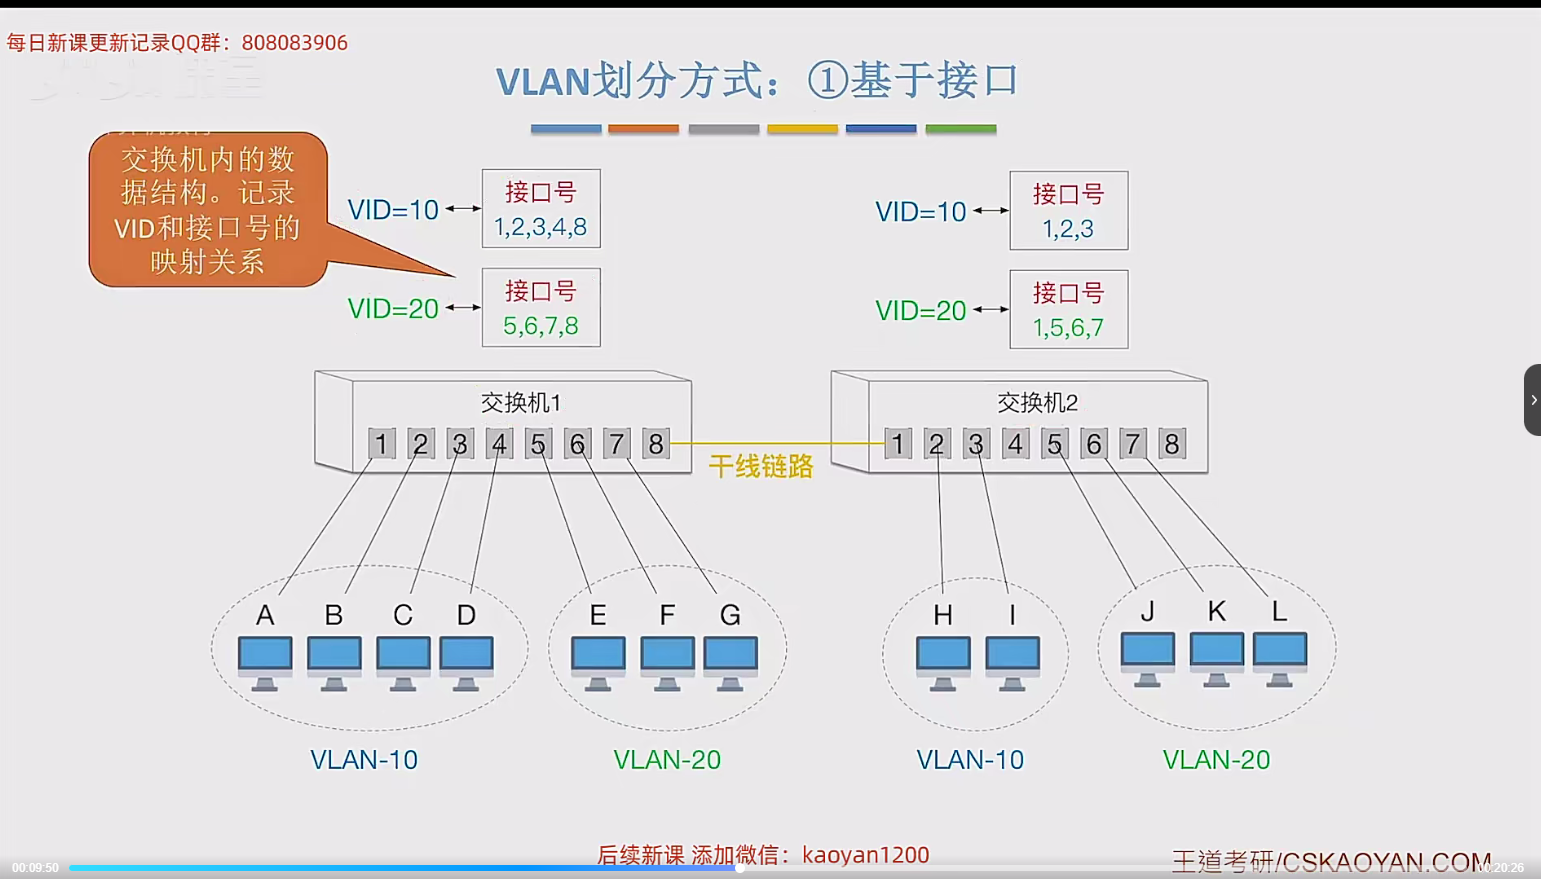 每日新课更新记录QQ群：808083906
VLAN划分方式：①基于接口
交换机内的数
据结构。记录
VID和接口号的
映射关系
VID=10
接口号
1,2,3,4,8
VID=20
接口号
5,6,7,8
VID=10
接口号
1,2,3
VID=20
接口号
1,5,6,7
交换机1
1 2 3 4 5 6 7 8
干线链路
交换机2
1 2 3 4 5 6 7 8
A B C D
E F G
H I
J K L
VLAN-10
VLAN-20
VLAN-10
VLAN-20
后续新课 添加微信：kaoyan1200
王道考研/CSKAOYAN.COM
00:09:50
00:20:26